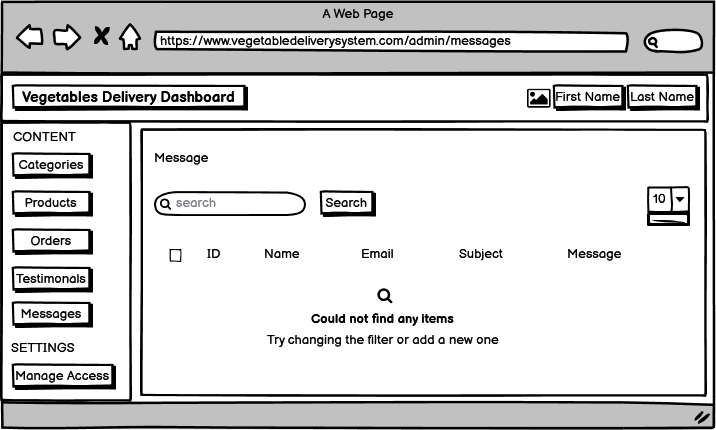 A Web Page
https://www.vegetabledeliverysystem.com/admin/messages
Vegetables Delivery Dashboard
First Name
Last Name
CONTENT
Categories
Products
Orders
Testimonals
Messages
SETTINGS
Manage Access
Message
search
Search
10
ID Name Email Subject Message
Could not find any items
Try changing the filter or add a new one